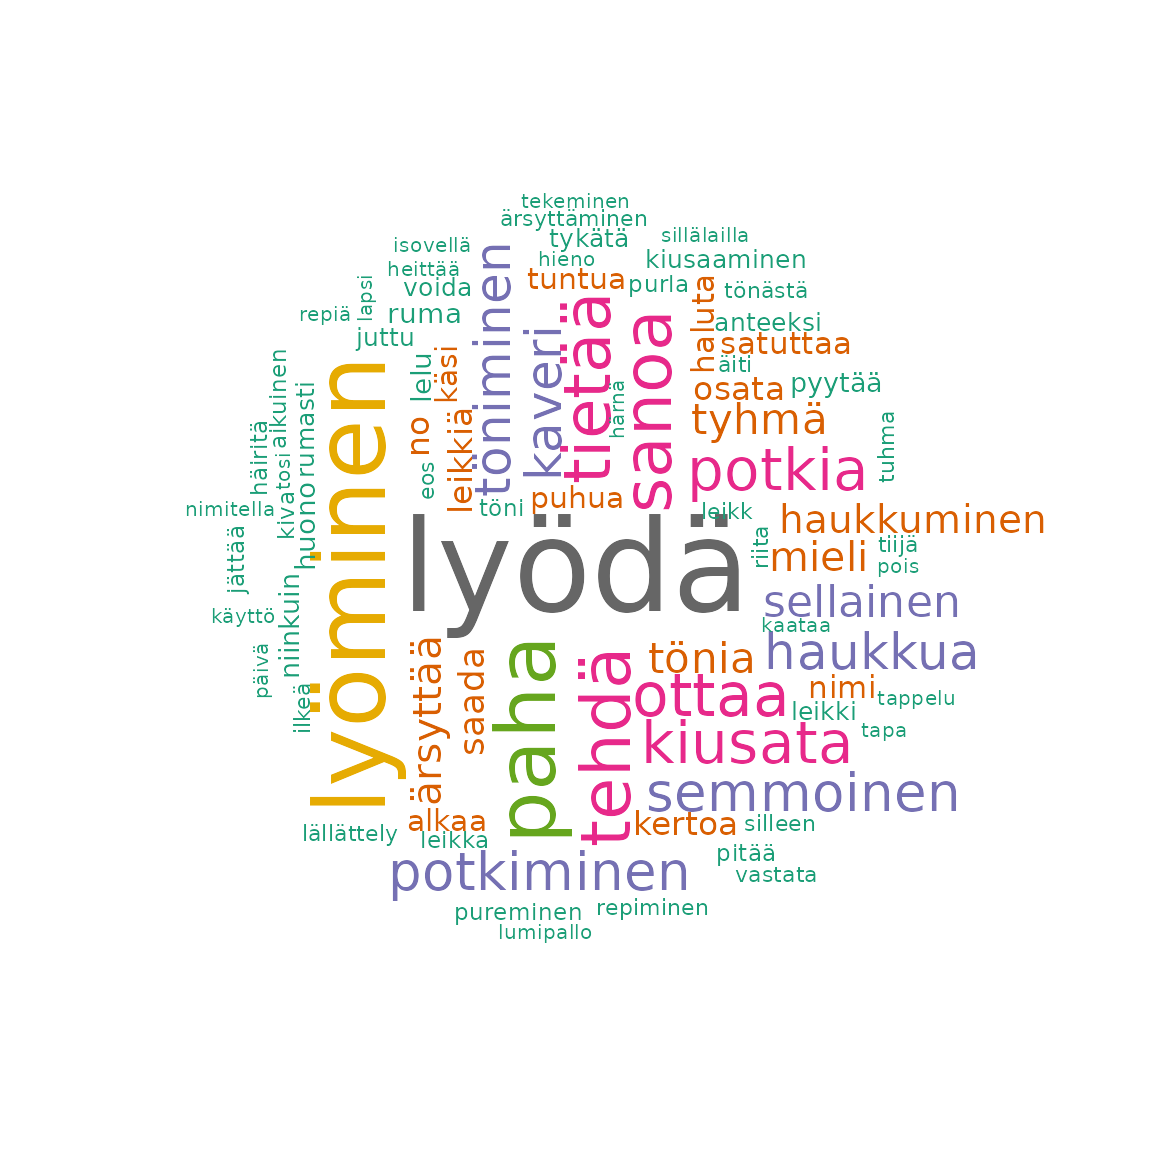 tekeminen
ärsyttäminen
tykätä
sillälailla
isovellä
hieno
kiusaaminen
heittää
tuntua
purla
voida
lapsi
tönästä
repiä
ruma
anteeksi
juttu
haluta
satuttaa
töniminen
kaveri
tietää
sanoa
äiti
lelu
käsi
osata
pyytää
härnä
aikuinen
rumasti
no
leikkiä
tyhmä
tuhma
häiritä
tosi
eos
potkia
lyöminen
kiva
huono
nimitella
töni
puhua
leikk
haukkuminen
lyödä
riita
mieli
tiijä
pois
jättää
käyttö
niinkuin
sellainen
kaataa
päivä
ilkeä
ärsyttää
saada
paha
tehdä
tönia
haukkua
ottaa
nimi
tappelu
leikki
kiusata
tapa
semmoinen
alkaa
kertoa
silleen
lällättely
leikka
pitää
potkiminen
vastata
pureminen
repiminen
lumipallo